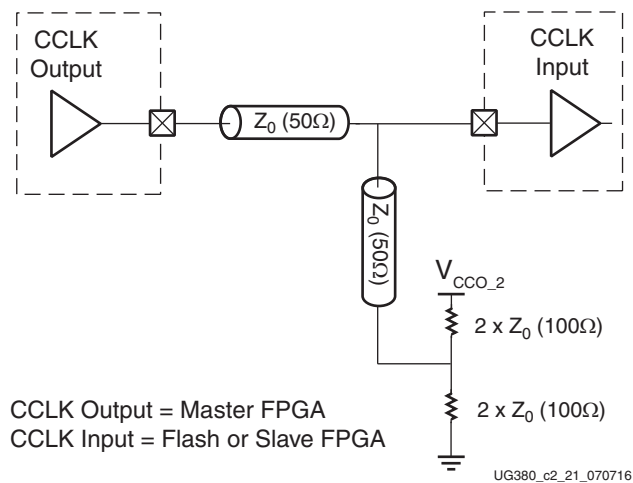 CCLK
Output
CCLK
Input
Z₀ (50Ω)
Z₀ (50Ω)
V_CCO_2
2 x Z₀ (100Ω)
2 x Z₀ (100Ω)
CCLK Output = Master FPGA
CCLK Input = Flash or Slave FPGA
UG380_c2_21_070716